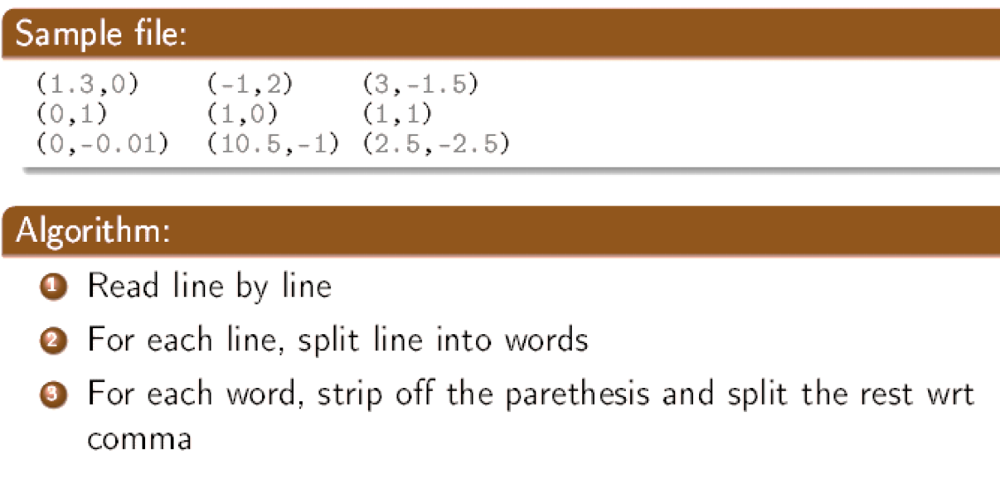 Sample file:
(1.3,0) (-1,2) (3,-1.5)
(0,1) (1,0) (1,1)
(0,-0.01) (10.5,-1) (2.5,-2.5)
Algorithm:
1 Read line by line
2 For each line, split line into words
3 For each word, strip off the parethesis and split the rest wrt
comma